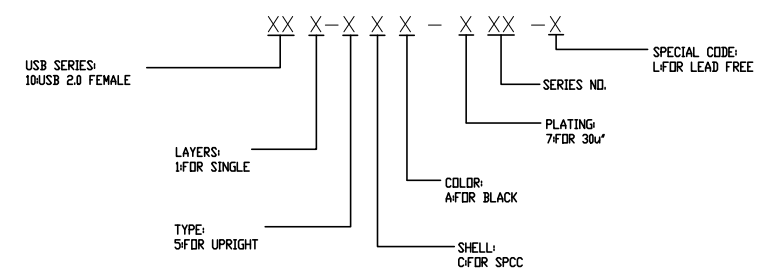 XX X-X X X - X XX -X
SPECIAL CODE:
L:FOR LEAD FREE
USB SERIES:
10:USB 2.0 FEMALE
SERIES NO.
PLATING:
7:FOR 30u"
LAYERS:
1:FOR SINGLE
COLOR:
A:FOR BLACK
TYPE:
5:FOR UPRIGHT
SHELL:
C:FOR SPCC